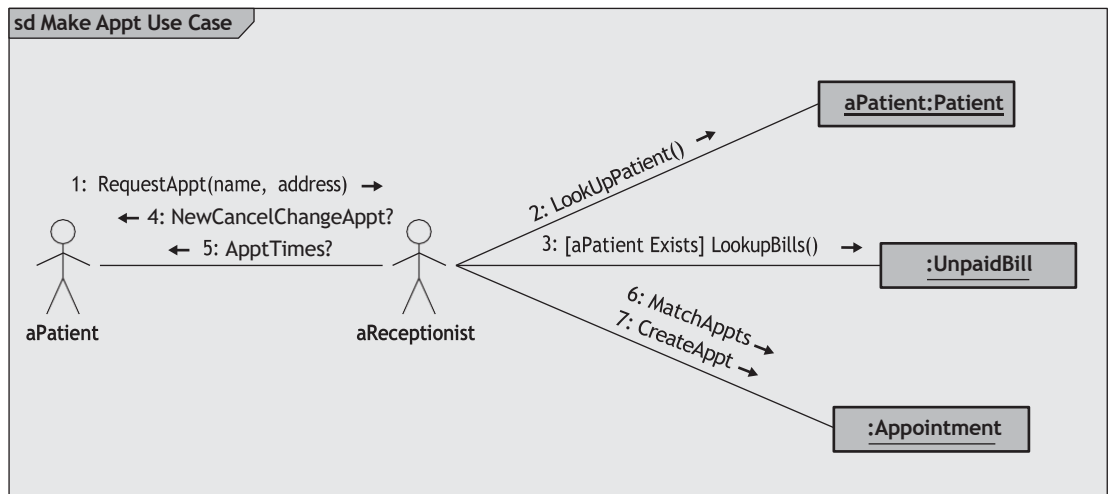 sd Make Appt Use Case
aPatient:Patient
2: LookUpPatient()
1: RequestAppt(name, address)
4: NewCancelChangeAppt?
5: ApptTimes?
3: [aPatient Exists] LookupBills()
:UnpaidBill
aPatient
aReceptionist
6: MatchAppts
7: CreateAppt
:Appointment